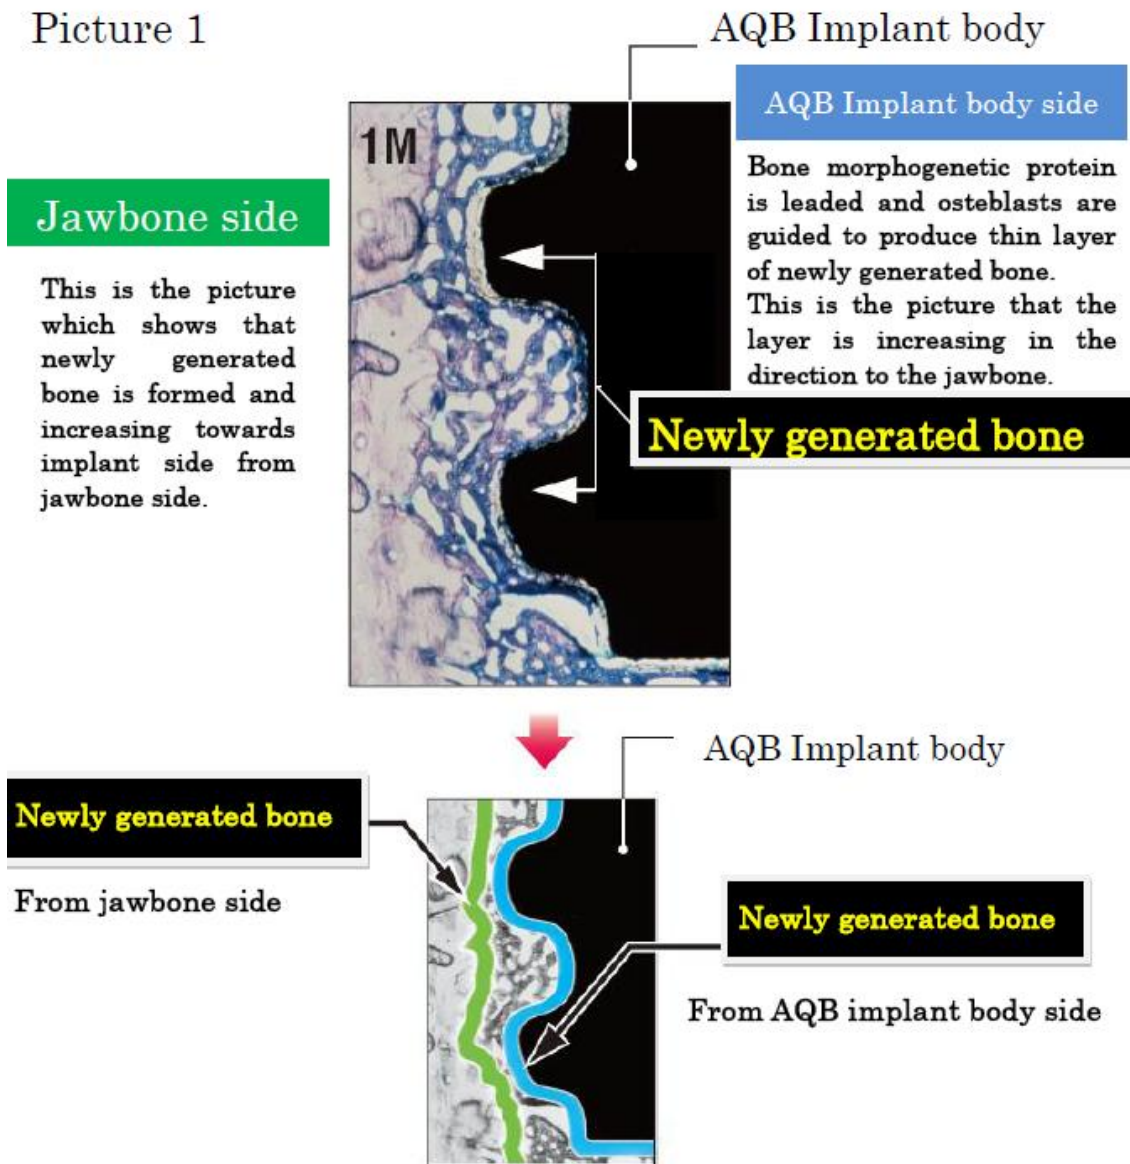 Picture 1
AQB Implant body
AQB Implant body side
1M
Bone morphogenetic protein
is leaded and osteblasts are
guided to produce thin layer
of newly generated bone.
This is the picture that the
layer is increasing in the
direction to the jawbone.
Jawbone side
This is the picture
which shows that
newly generated
bone is formed and
increasing towards
implant side from
jawbone side.
Newly generated bone
AQB Implant body
Newly generated bone
From jawbone side
Newly generated bone
From AQB implant body side